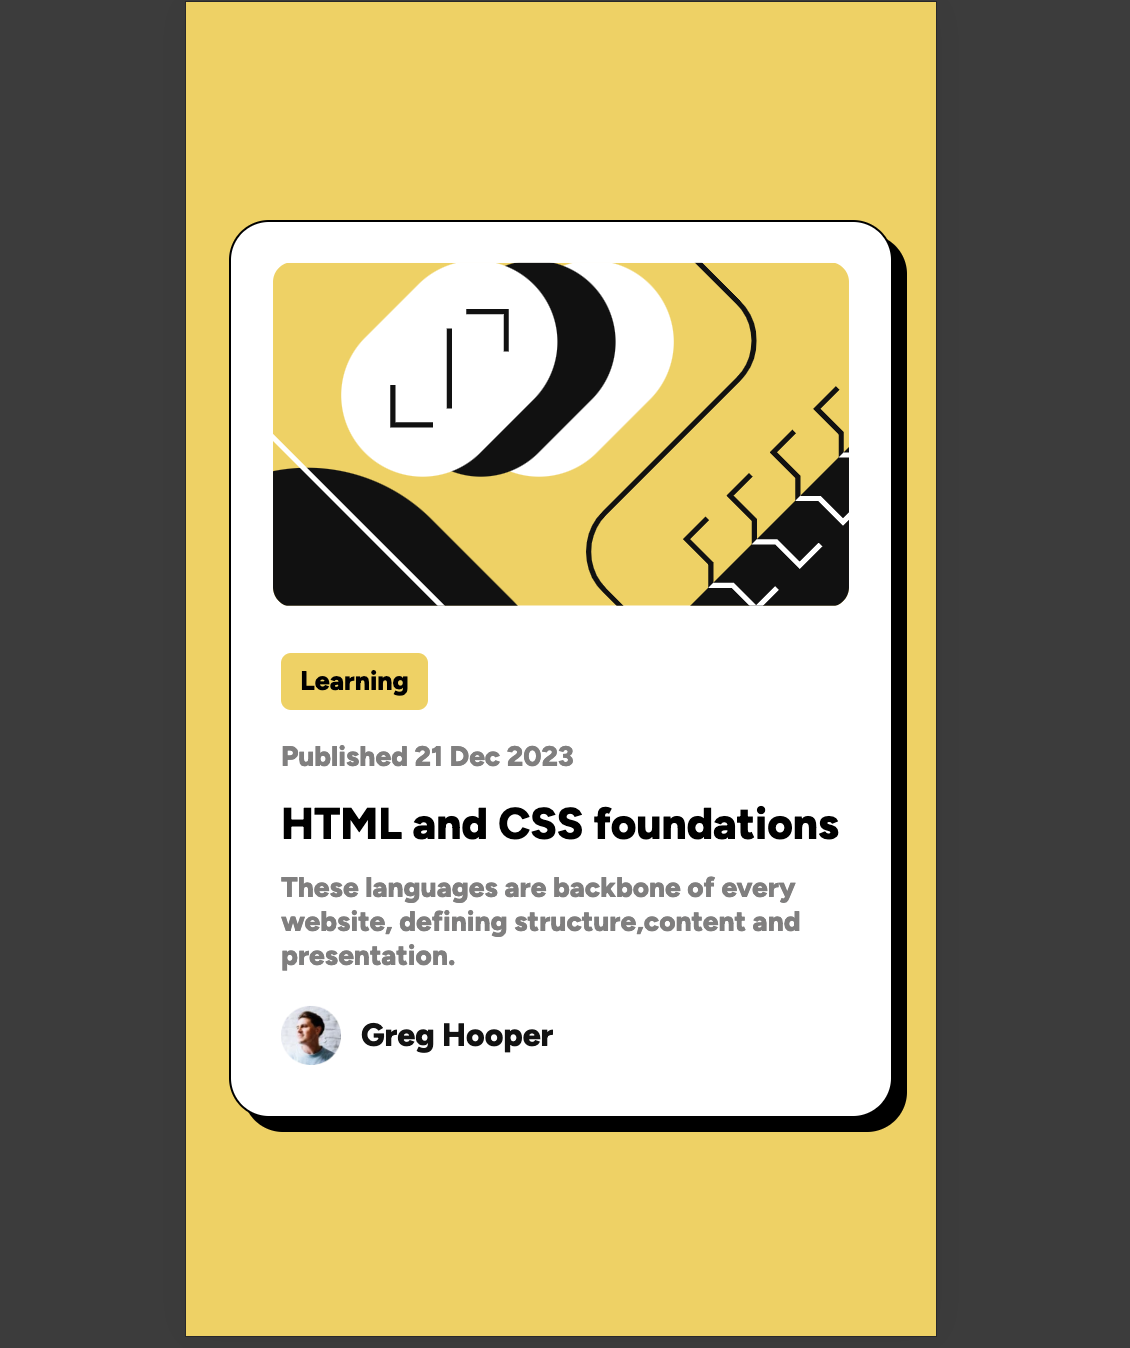 Learning
Published 21 Dec 2023
HTML and CSS foundations
These languages are backbone of every
website, defining structure,content and
presentation.
Greg Hooper